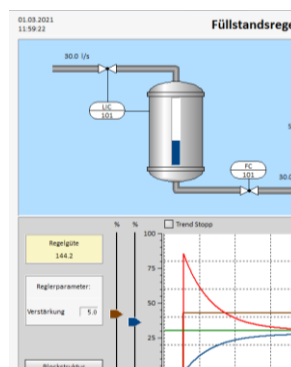 01.03.2021
11:59:22
Füllstandsrege
30.0 l/s
LIC
101
FC
101
30.0
% %
Trend Stopp
Regelgüte
144.2
100
75
50
25
Reglerparameter:
Verstärkung 5.0